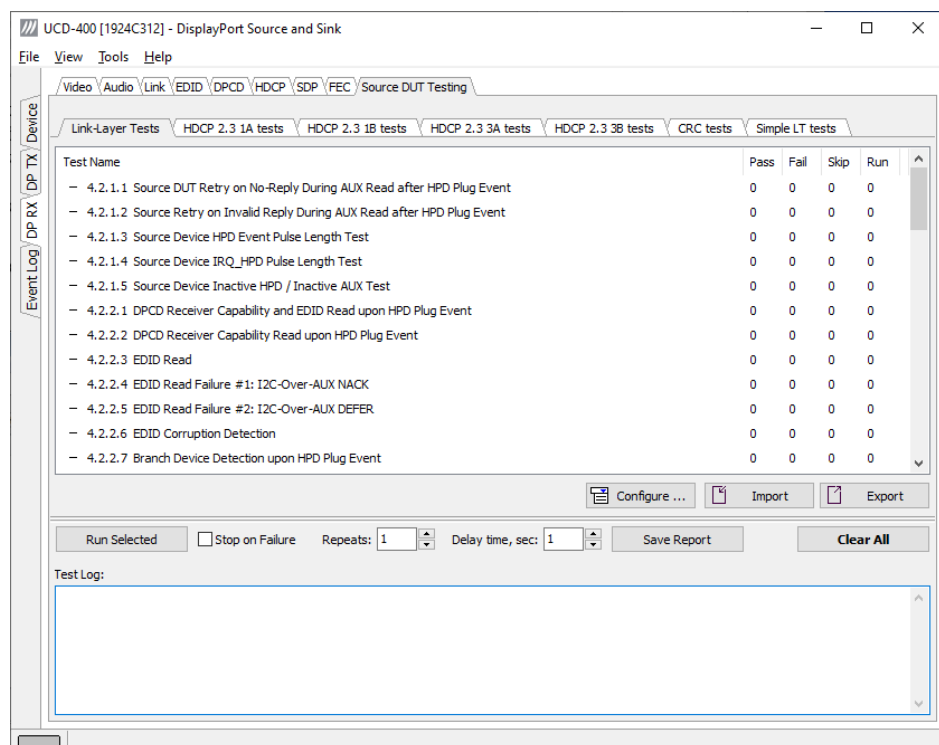 UCD-400 [1924C312] - DisplayPort Source and Sink
File View Tools Help
Video Audio Link EDID DPCD HDCP SDP FEC Source DUT Testing
Device
DP TX
DP RX
Event Log
Link-Layer Tests HDCP 2.3 1A tests HDCP 2.3 1B tests HDCP 2.3 3A tests HDCP 2.3 3B tests CRC tests Simple LT tests
Test Name Pass Fail Skip Run
4.2.1.1 Source DUT Retry on No-Reply During AUX Read after HPD Plug Event 0 0 0 0
4.2.1.2 Source Retry on Invalid Reply During AUX Read after HPD Plug Event 0 0 0 0
4.2.1.3 Source Device HPD Event Pulse Length Test 0 0 0 0
4.2.1.4 Source Device IRQ_HPD Pulse Length Test 0 0 0 0
4.2.1.5 Source Device Inactive HPD / Inactive AUX Test 0 0 0 0
4.2.2.1 DPCD Receiver Capability and EDID Read upon HPD Plug Event 0 0 0 0
4.2.2.2 DPCD Receiver Capability Read upon HPD Plug Event 0 0 0 0
4.2.2.3 EDID Read 0 0 0 0
4.2.2.4 EDID Read Failure #1: I2C-Over-AUX NACK 0 0 0 0
4.2.2.5 EDID Read Failure #2: I2C-Over-AUX DEFER 0 0 0 0
4.2.2.6 EDID Corruption Detection 0 0 0 0
4.2.2.7 Branch Device Detection upon HPD Plug Event 0 0 0 0
Configure ... Import Export
Run Selected Stop on Failure Repeats: 1 Delay time, sec: 1 Save Report Clear All
Test Log: